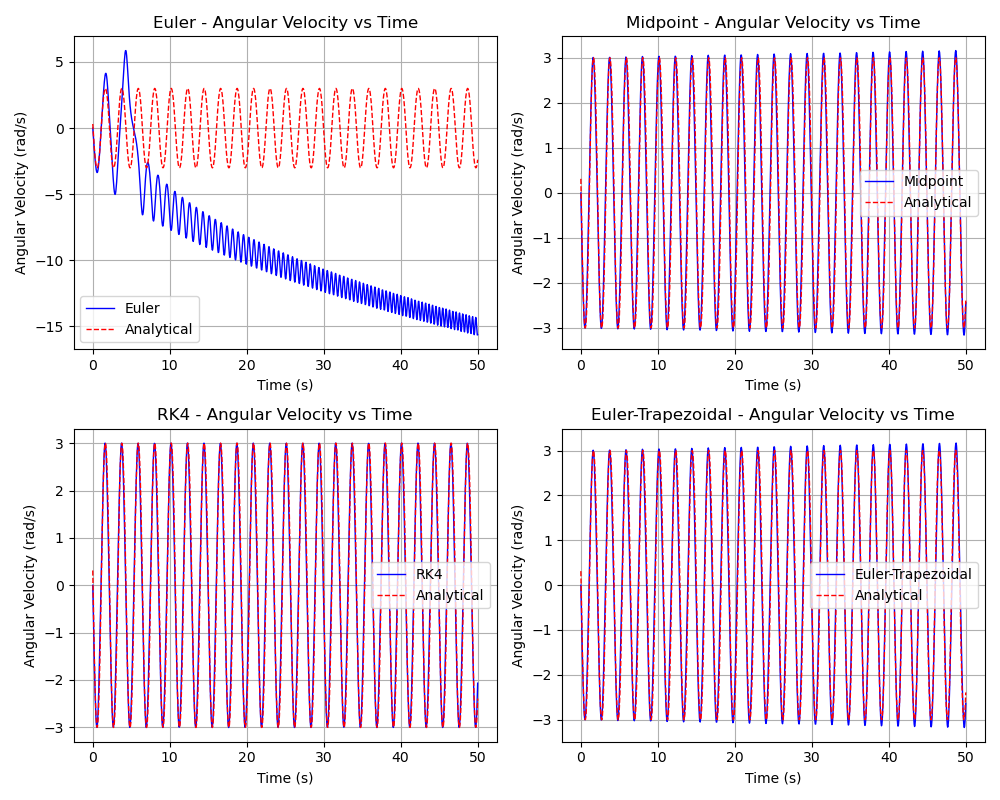 Euler - Angular Velocity vs Time
Angular Velocity (rad/s)
5
0
−5
−10
−15
Euler
Analytical
0 10 20 30 40 50
Time (s)
Midpoint - Angular Velocity vs Time
Angular Velocity (rad/s)
3
2
1
0
−1
−2
−3
Midpoint
Analytical
0 10 20 30 40 50
Time (s)
RK4 - Angular Velocity vs Time
Angular Velocity (rad/s)
3
2
1
0
−1
−2
−3
RK4
Analytical
0 10 20 30 40 50
Time (s)
Euler-Trapezoidal - Angular Velocity vs Time
Angular Velocity (rad/s)
3
2
1
0
−1
−2
−3
Euler-Trapezoidal
Analytical
0 10 20 30 40 50
Time (s)